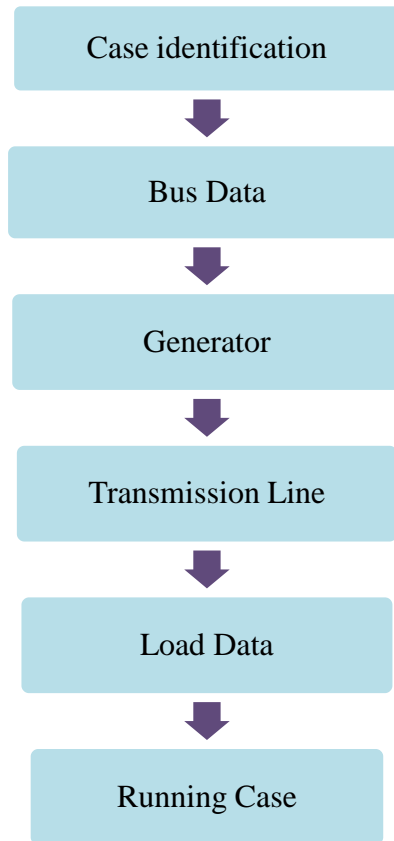 Case identification
Bus Data
Generator
Transmission Line
Load Data
Running Case